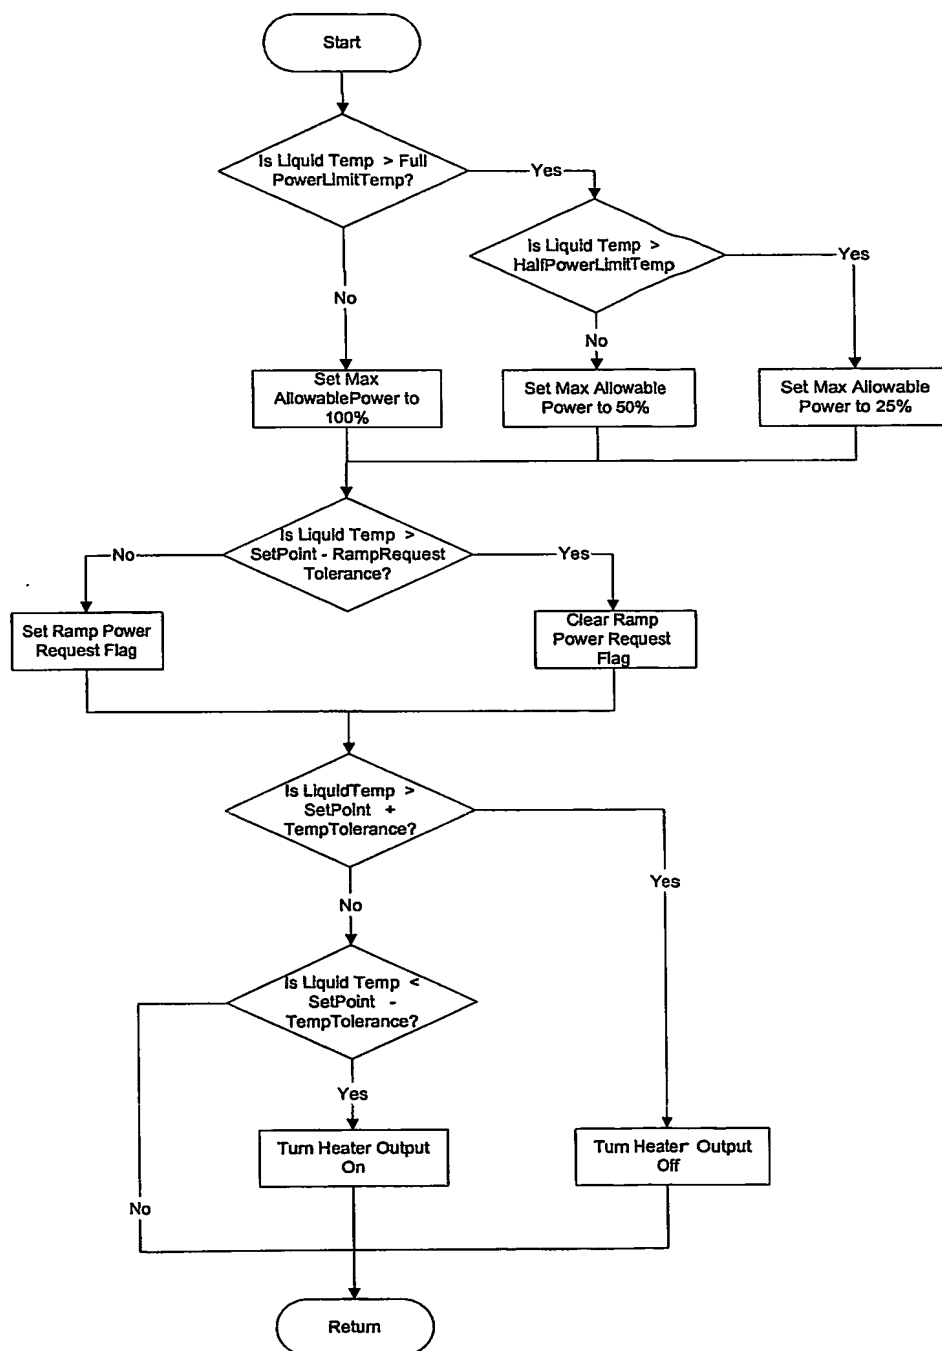 Start
Is Liquid Temp > Full
PowerLimitTemp?
Yes
Is Liquid Temp >
HalfPowerLimitTemp
Yes
No
No
Set Max
AllowablePower to
100%
Set Max Allowable
Power to 50%
Set Max Allowable
Power to 25%
Is Liquid Temp >
SetPoint - RampRequest
Tolerance?
No
Yes
Set Ramp Power
Request Flag
Clear Ramp
Power Request
Flag
Is LiquidTemp >
SetPoint +
TempTolerance?
Yes
No
Is Liquid Temp <
SetPoint -
TempTolerance?
Yes
Turn Heater Output
On
Turn Heater Output
Off
No
Return